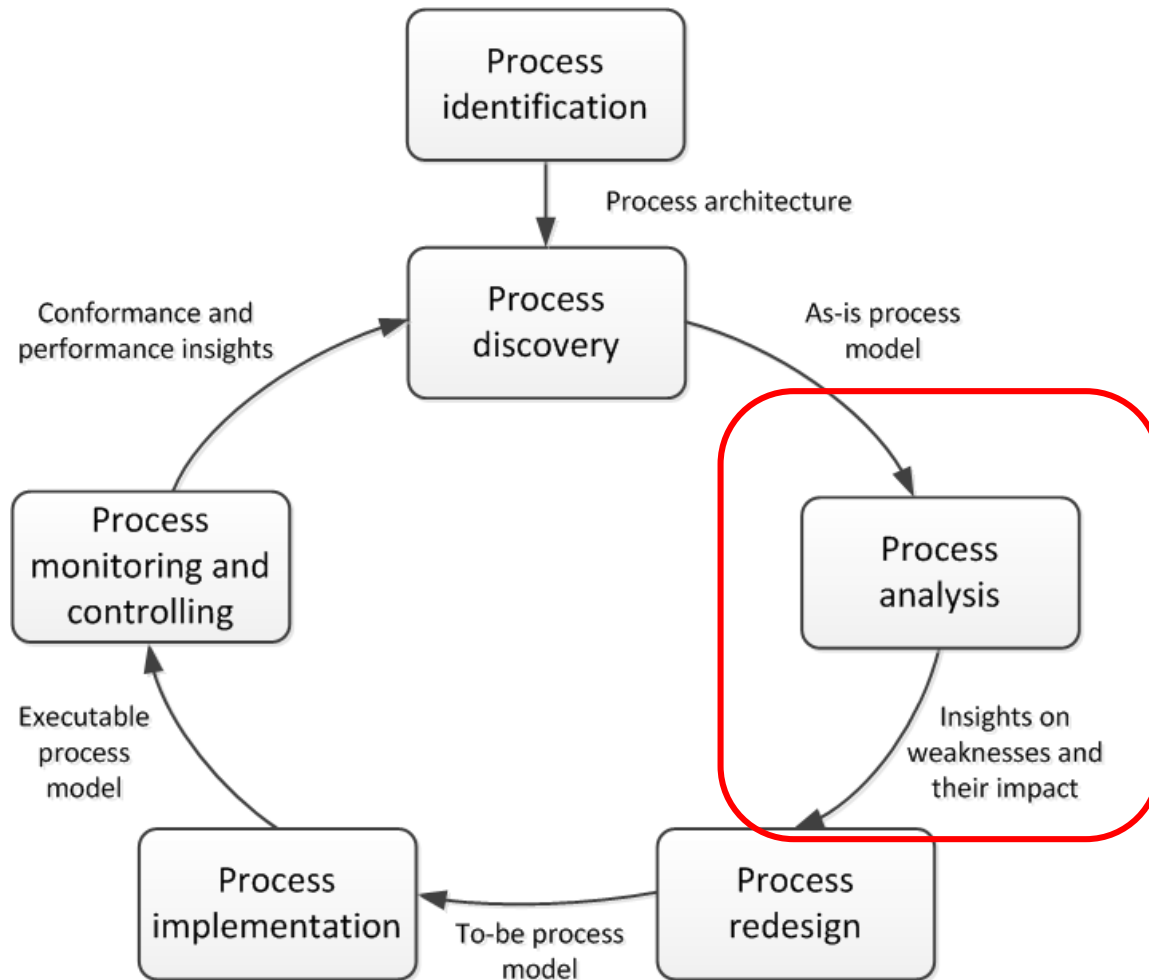 Process
identification
Process architecture
Process
discovery
Conformance and
performance insights
As-is process
model
Process
monitoring and
controlling
Process
analysis
Executable
process
model
Insights on
weaknesses and
their impact
Process
implementation
To-be process
model
Process
redesign